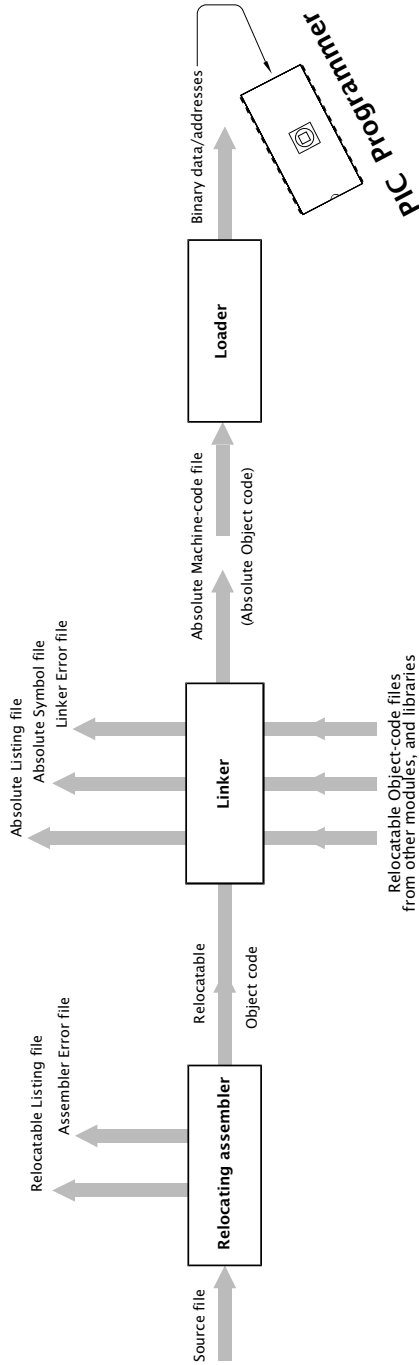 Source file
Relocating assembler
Relocatable Listing file
Assembler Error file
Relocatable
Object code
Linker
Absolute Listing file
Absolute Symbol file
Linker Error file
Relocatable Object-code files
from other modules, and libraries
Absolute Machine-code file
(Absolute Object code)
Loader
Binary data/addresses
PIC Programmer